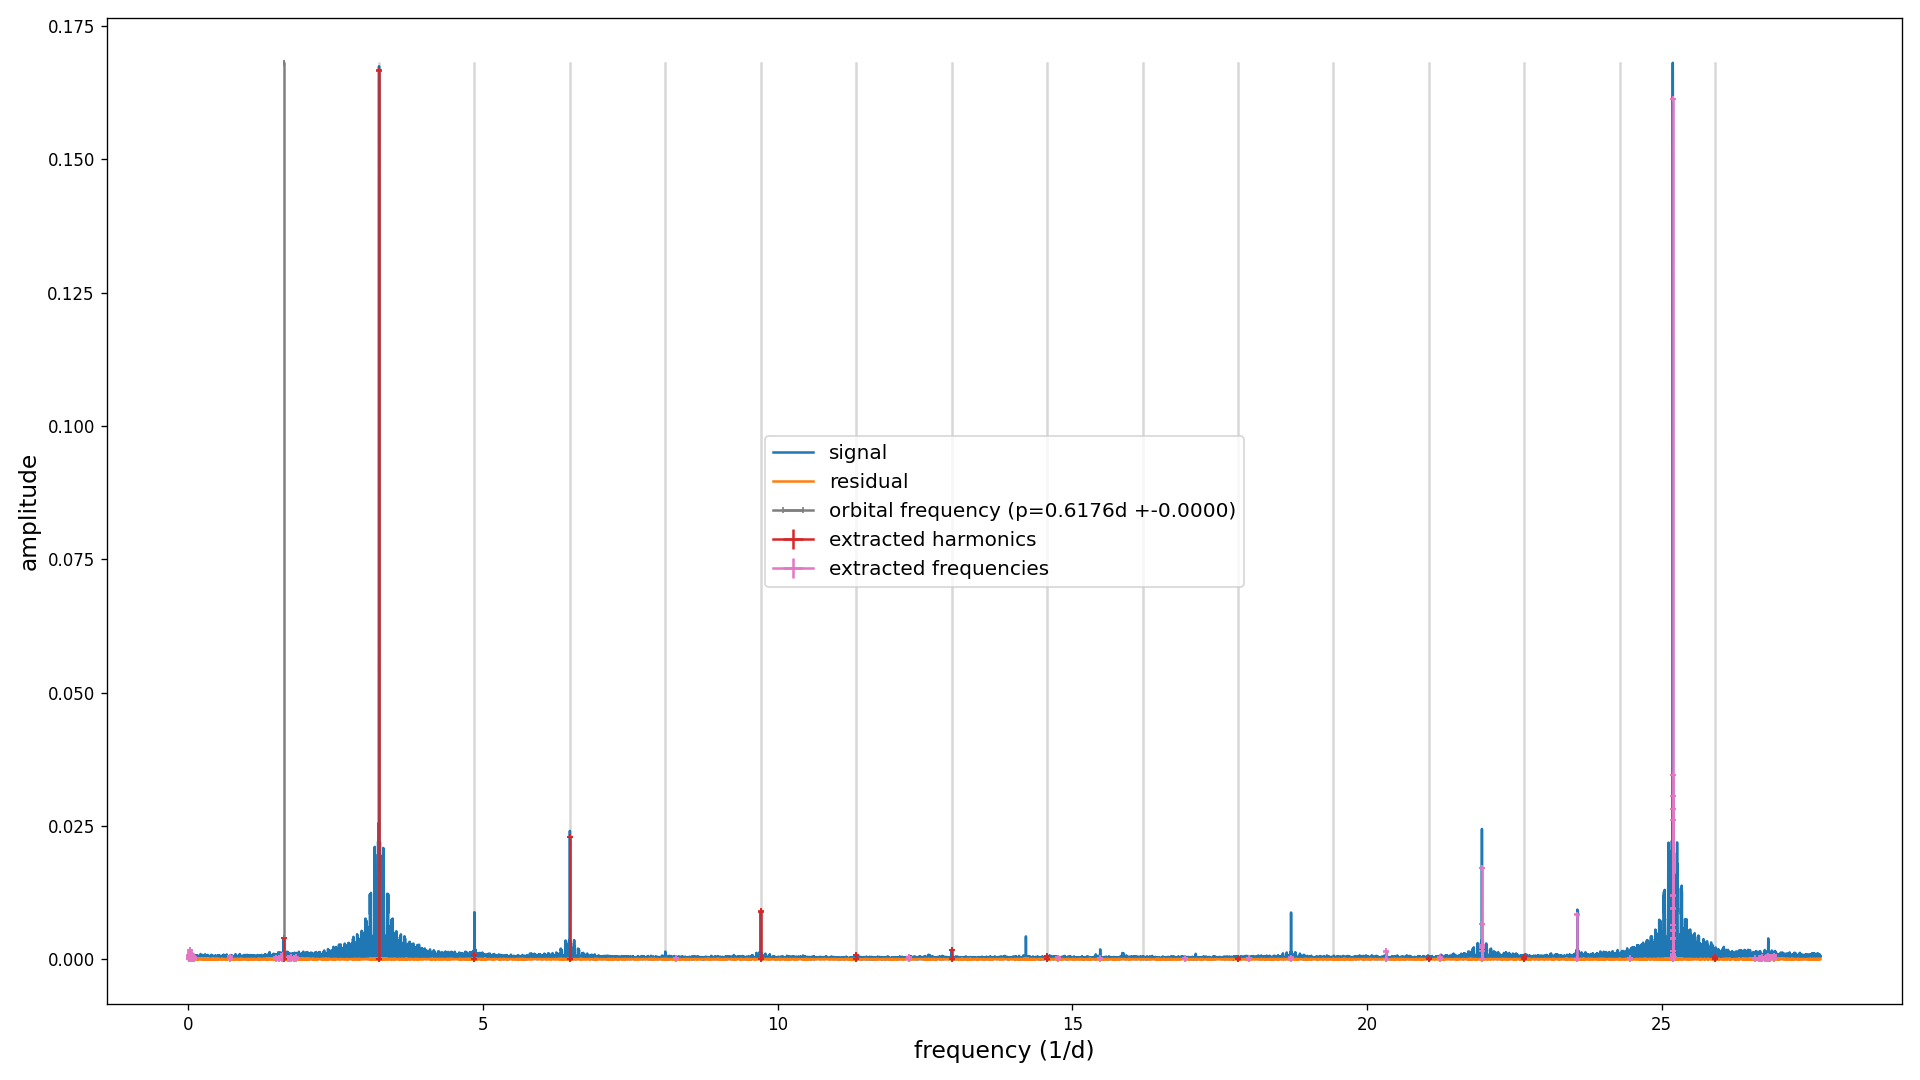 0.175
0.150
0.125
0.100
0.075
0.050
0.025
0.000
amplitude
signal
residual
orbital frequency (p=0.6176d +-0.0000)
extracted harmonics
extracted frequencies
0 5 10 15 20 25
frequency (1/d)